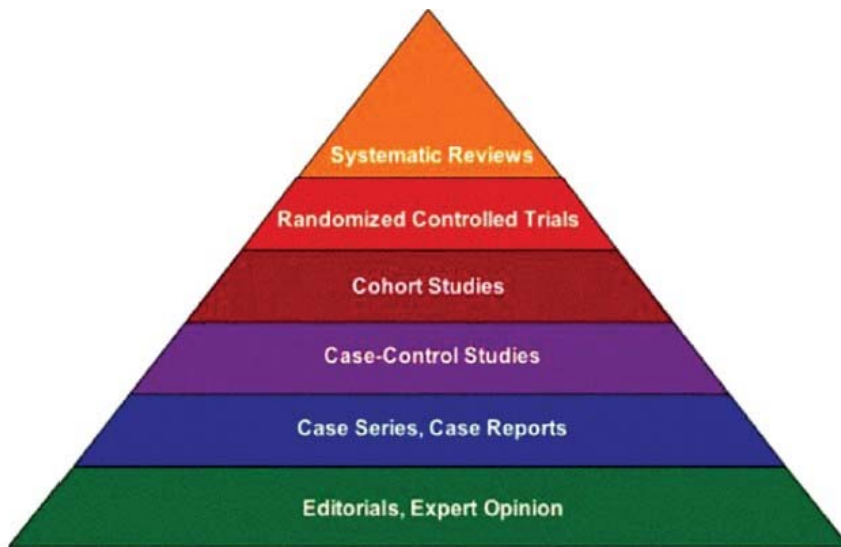 Systematic Reviews
Randomized Controlled Trials
Cohort Studies
Case-Control Studies
Case Series, Case Reports
Editorials, Expert Opinion